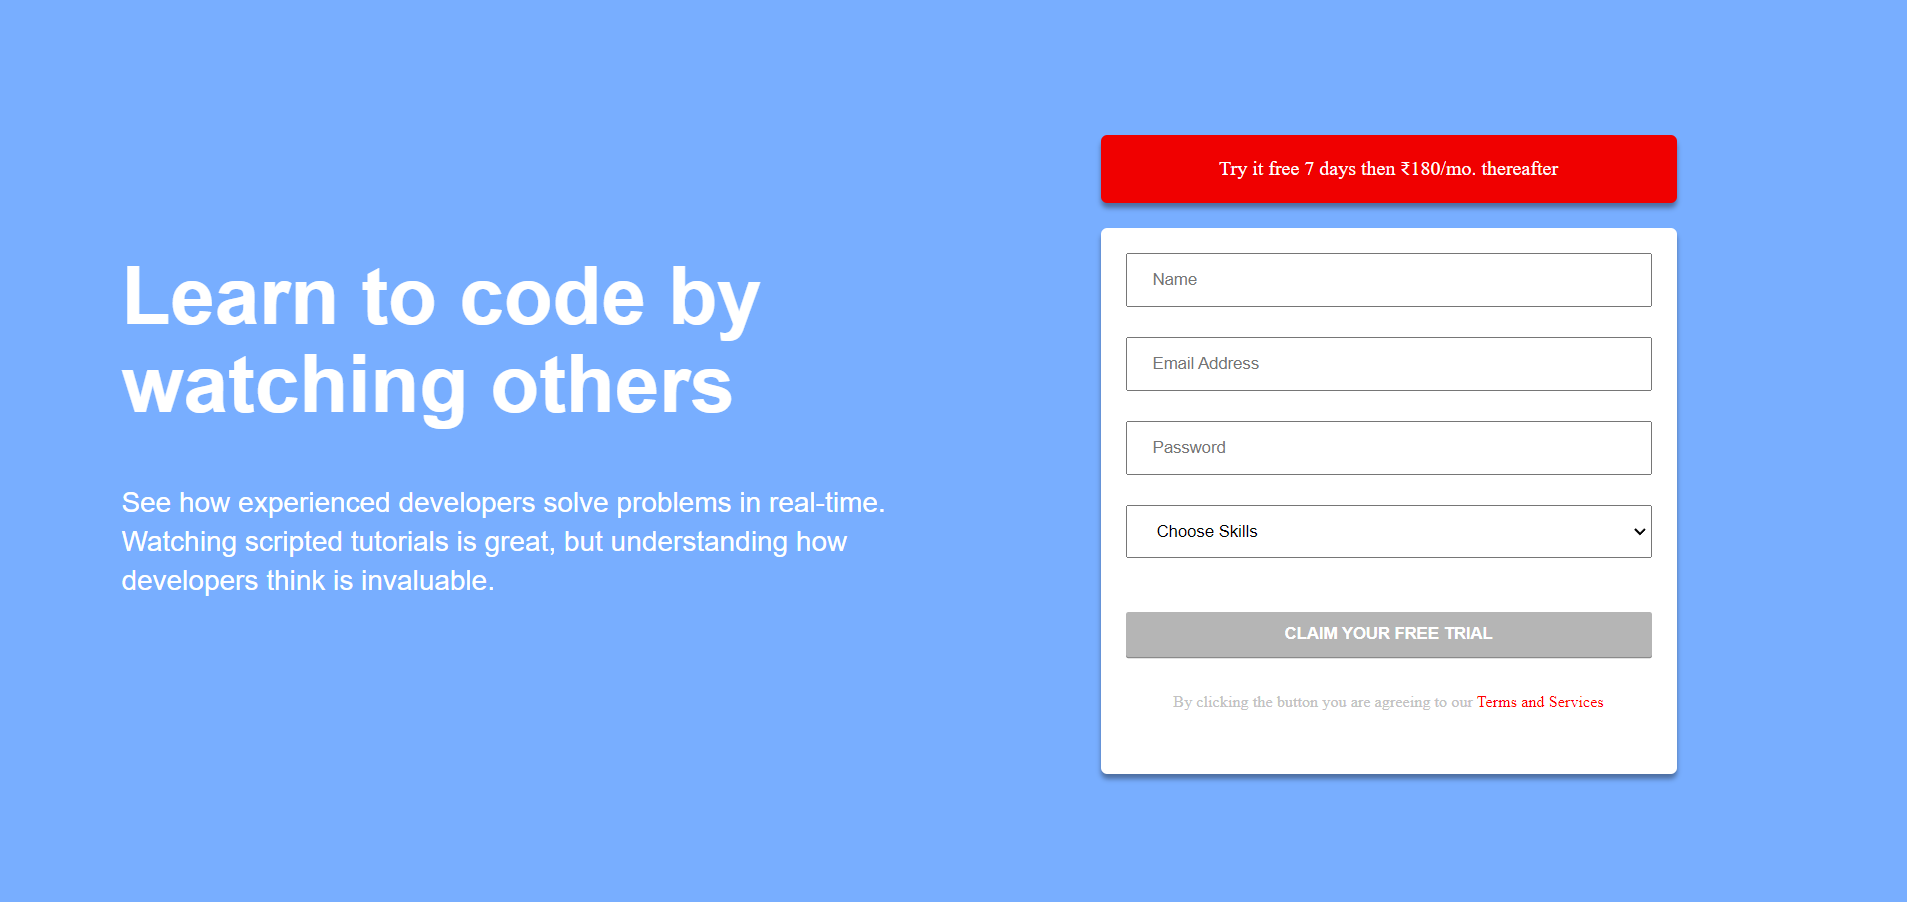 Learn to code by
watching others
See how experienced developers solve problems in real-time.
Watching scripted tutorials is great, but understanding how
developers think is invaluable.
Try it free 7 days then ₹180/mo. thereafter
Name
Email Address
Password
Choose Skills
CLAIM YOUR FREE TRIAL
By clicking the button you are agreeing to our Terms and Services